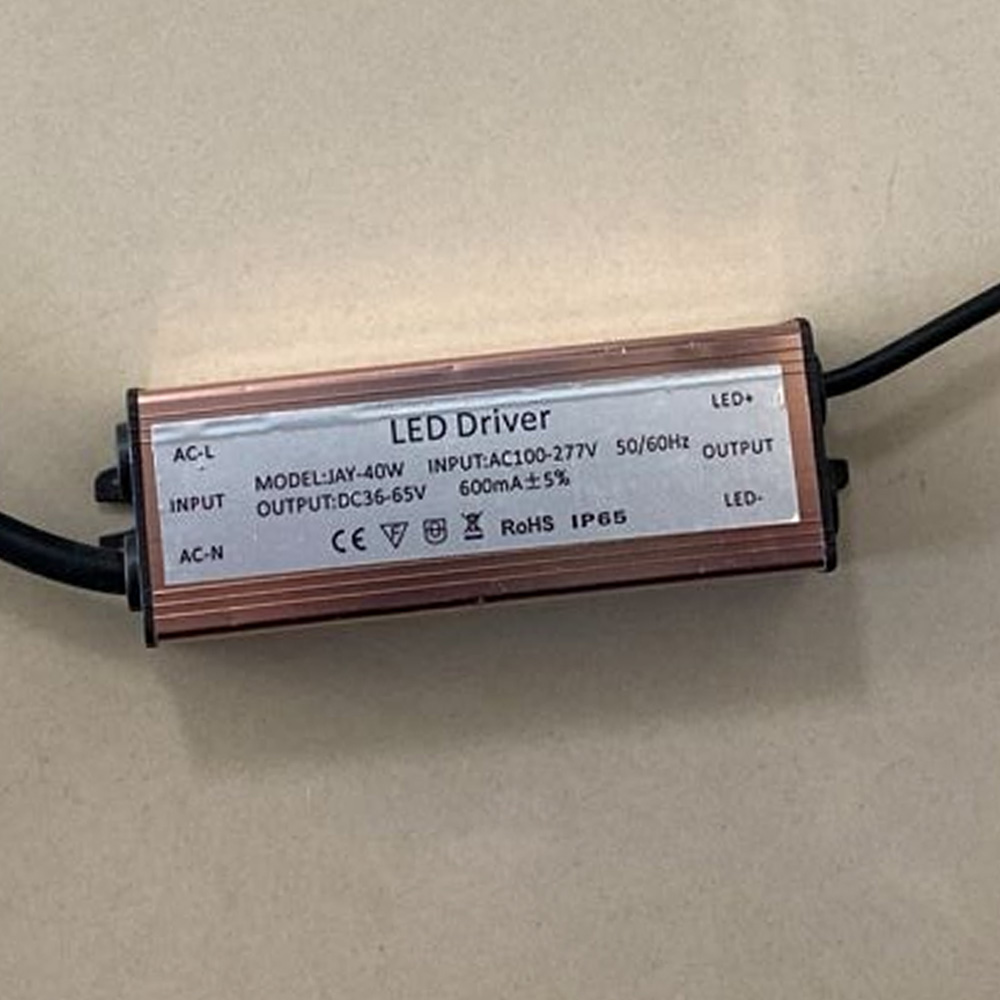 LED Driver
AC-L
INPUT
AC-N
MODEL:JAY-40W INPUT:AC100-277V 50/60Hz
OUTPUT:DC36-65V 600mA±5%
CE F RoHS IP65
LED+
OUTPUT
LED-